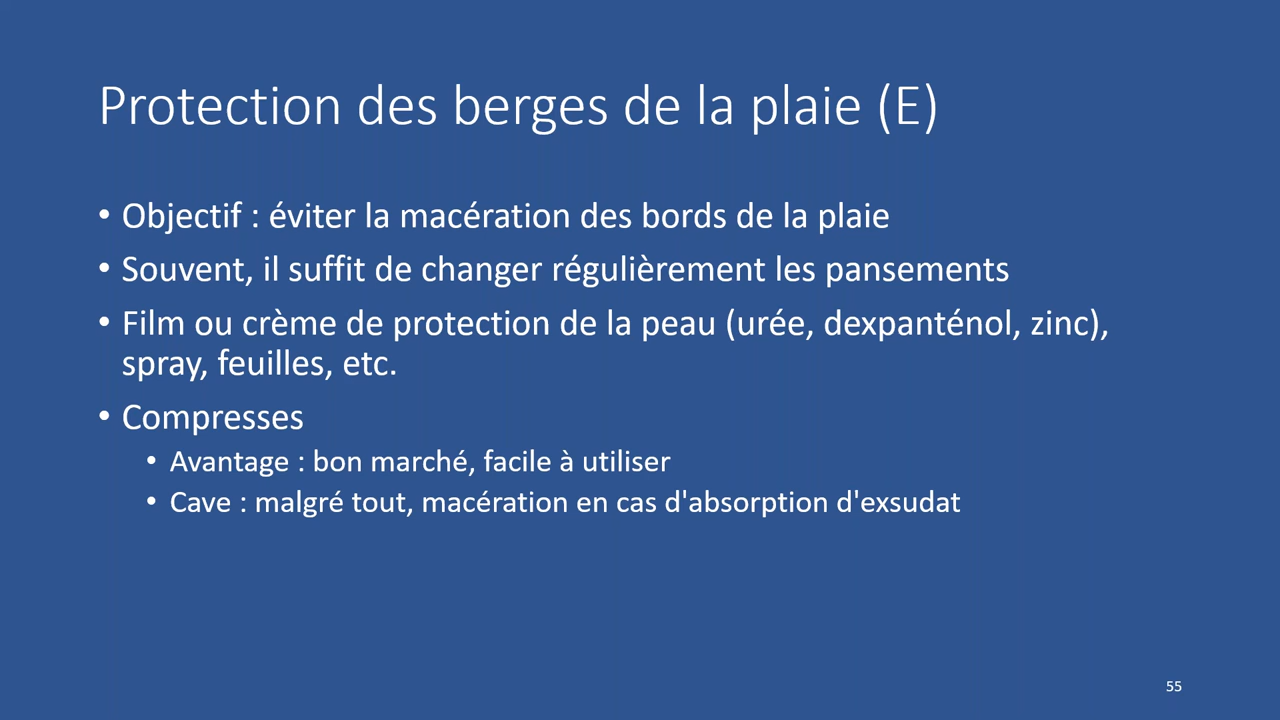 Protection des berges de la plaie (E)
• Objectif : éviter la macération des bords de la plaie
• Souvent, il suffit de changer régulièrement les pansements
• Film ou crème de protection de la peau (urée, dexpanténol, zinc),
spray, feuilles, etc.
• Compresses
• Avantage : bon marché, facile à utiliser
• Cave : malgré tout, macération en cas d'absorption d'exsudat
55